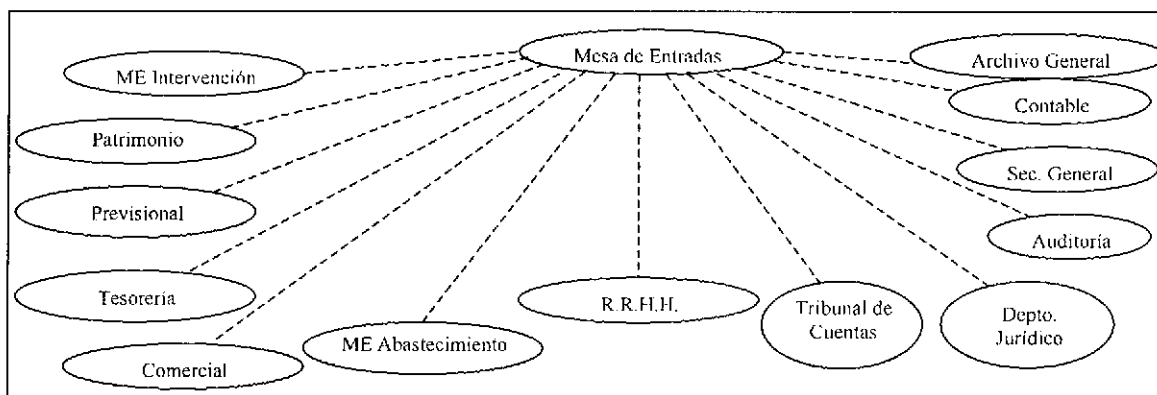 Mesa de Entradas
ME Intervención
Archivo General
Contable
Patrimonio
Sec. General
Previsional
Auditoría
Tesorería
R.R.H.H.
Tribunal de
Cuentas
Depto.
Jurídico
ME Abastecimiento
Comercial